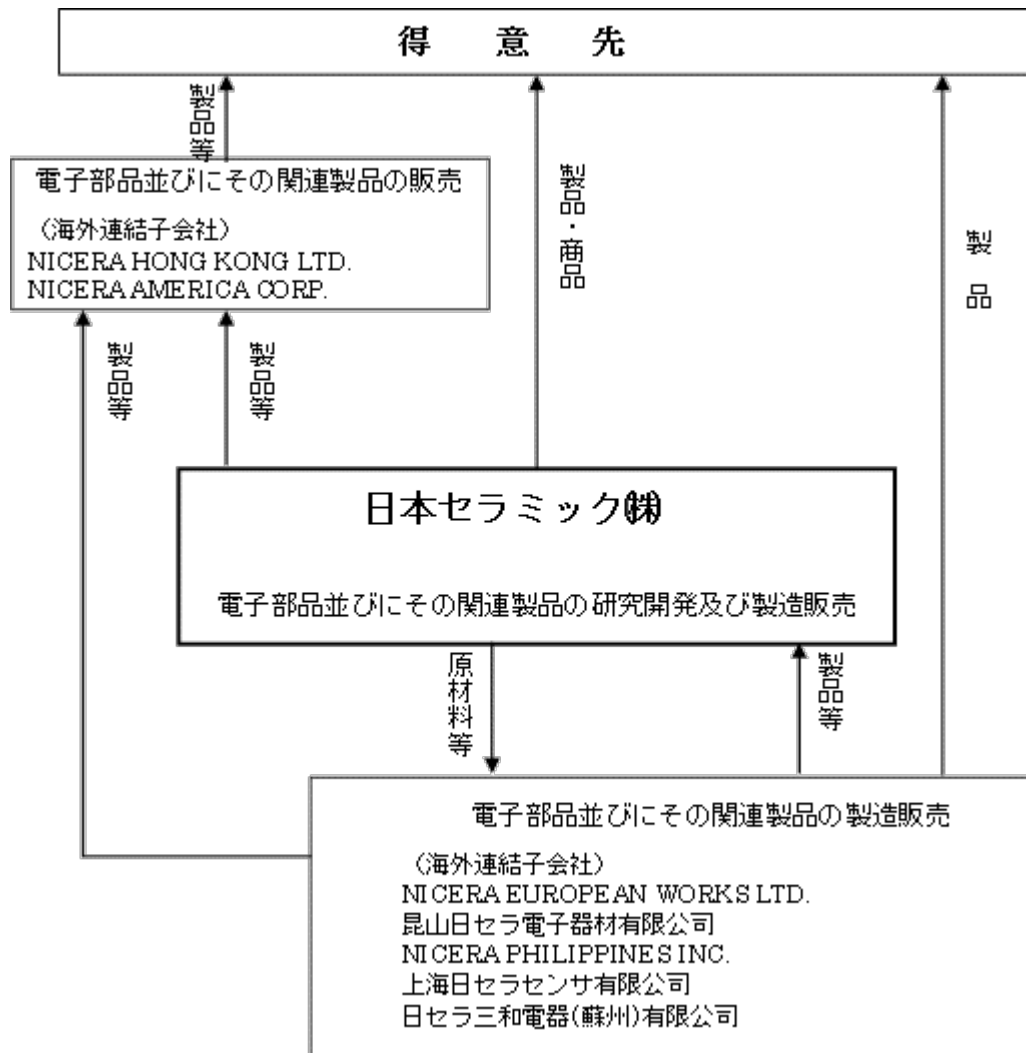 得 意 先
製品等
電子部品並びにその関連製品の販売
（海外連結子会社）
NICERA HONG KONG LTD.
NICERA AMERICA CORP.
製品・商品
製 品
製品等
製品等
日本セラミック㈱
電子部品並びにその関連製品の研究開発及び製造販売
原材料等
製品等
電子部品並びにその関連製品の製造販売
（海外連結子会社）
NICERA EUROPEAN WORKS LTD.
昆山日セラ電子器材有限公司
NICERA PHILIPPINES INC.
上海日セラセンサ有限公司
日セラ三和電器(蘇州)有限公司